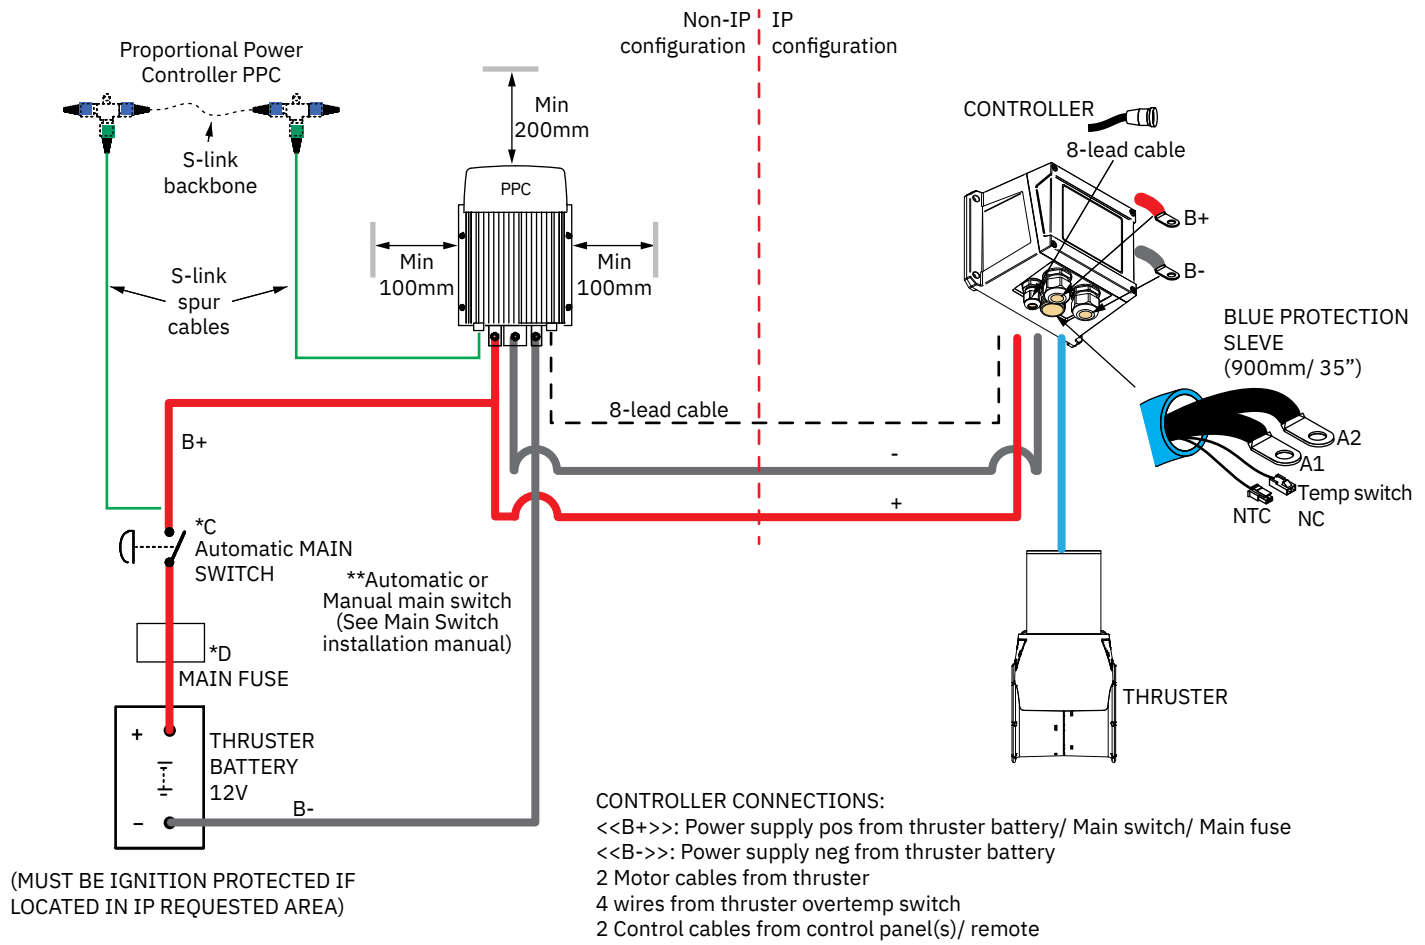 Non-IP
configuration
IP
configuration
Proportional Power
Controller PPC
S-link
backbone
S-link
spur
cables
Min
200mm
PPC
Min
100mm
Min
100mm
CONTROLLER
8-lead cable
B+
B-
BLUE PROTECTION
SLEVE
(900mm/ 35”)
A2
A1
Temp switch
NC
NTC
8-lead cable
-
+
B+
*C
Automatic MAIN
SWITCH
**Automatic or
Manual main switch
(See Main Switch
installation manual)
*D
MAIN FUSE
+
–
THRUSTER
BATTERY
12V
B-
THRUSTER
(MUST BE IGNITION PROTECTED IF
LOCATED IN IP REQUESTED AREA)
CONTROLLER CONNECTIONS:
<<B+>>: Power supply pos from thruster battery/ Main switch/ Main fuse
<<B->>: Power supply neg from thruster battery
2 Motor cables from thruster
4 wires from thruster overtemp switch
2 Control cables from control panel(s)/ remote